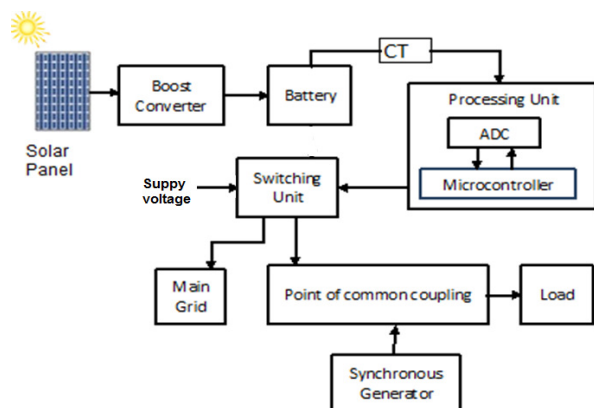 CT
Boost
Converter
Battery
Processing Unit
ADC
Microcontroller
Solar
Panel
Suppy
voltage
Switching
Unit
Main
Grid
Point of common coupling
Load
Synchronous
Generator